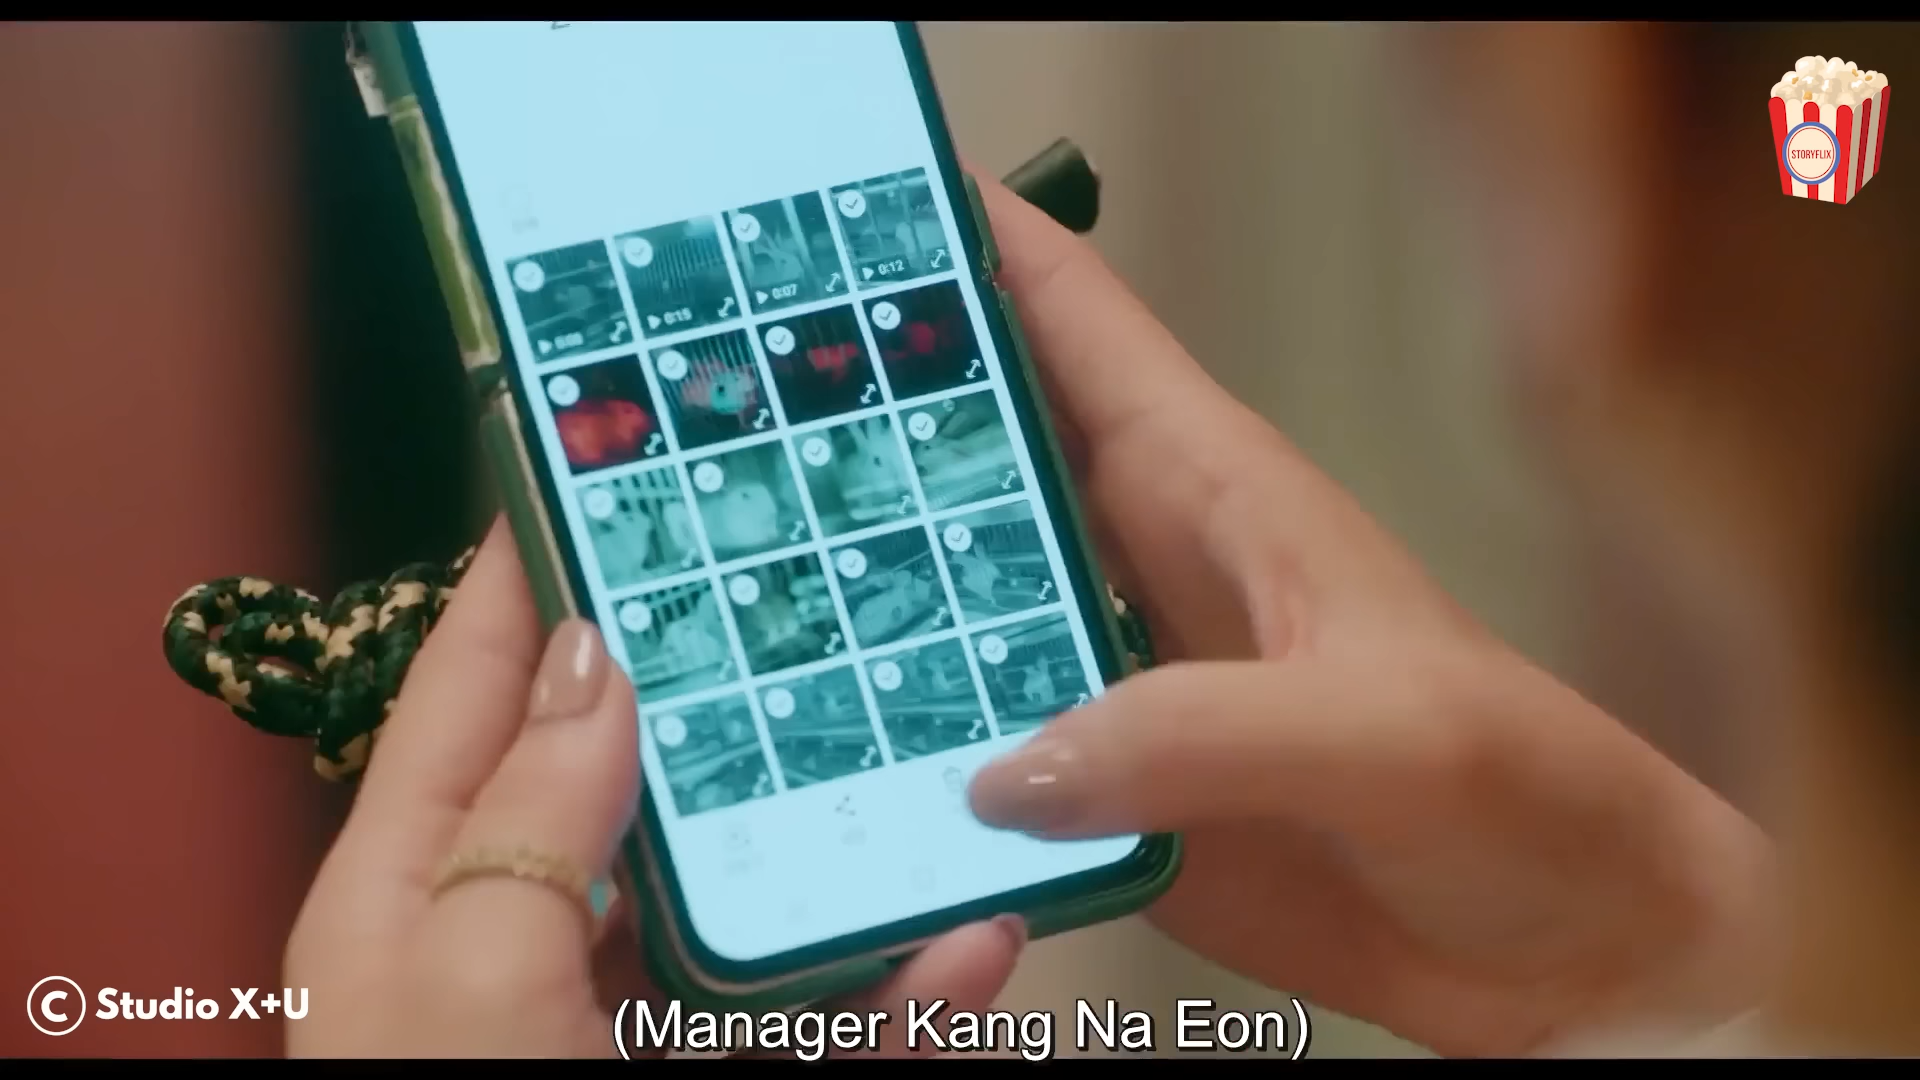 STORYFLIX
0:15
0:07
0:12
© Studio X+U
(Manager Kang Na Eon)